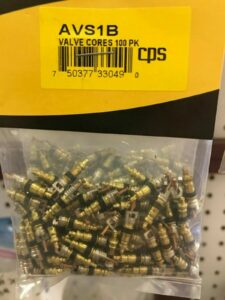 AVS1B
VALVE CORES 100 PK
cps
7 50377 33049 0